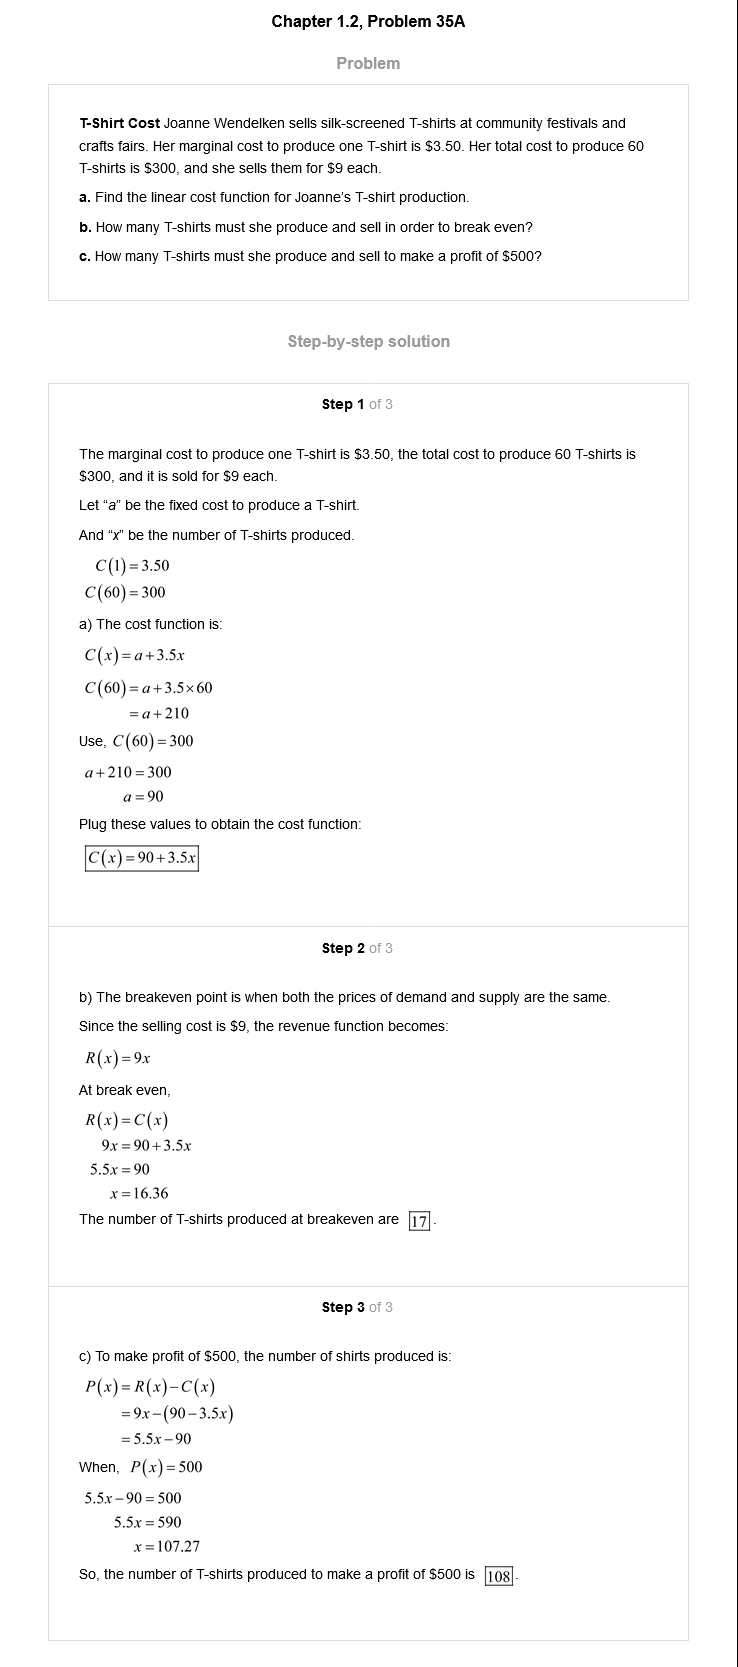 Chapter 1.2, Problem 35A
Problem
T-Shirt Cost Joanne Wendelken sells silk-screened T-shirts at community festivals and
crafts fairs. Her marginal cost to produce one T-shirt is $3.50. Her total cost to produce 60
T-shirts is $300, and she sells them for $9 each.
a. Find the linear cost function for Joanne's T-shirt production.
b. How many T-shirts must she produce and sell in order to break even?
c. How many T-shirts must she produce and sell to make a profit of $500?
Step-by-step solution
Step 1 of 3
The marginal cost to produce one T-shirt is $3.50, the total cost to produce 60 T-shirts is
$300, and it is sold for $9 each.
Let “a” be the fixed cost to produce a T-shirt.
And “x” be the number of T-shirts produced.
C(1)=3.50
C(60)=300
a) The cost function is:
C(x)=a+3.5x
C(60)=a+3.5×60
=a+210
Use, C(60)=300
a+210=300
a=90
Plug these values to obtain the cost function:
C(x)=90+3.5x
Step 2 of 3
b) The breakeven point is when both the prices of demand and supply are the same.
Since the selling cost is $9, the revenue function becomes:
R(x)=9x
At break even,
R(x)=C(x)
9x=90+3.5x
5.5x=90
x=16.36
The number of T-shirts produced at breakeven are 17.
Step 3 of 3
c) To make profit of $500, the number of shirts produced is:
P(x)=R(x)−C(x)
=9x−(90−3.5x)
=5.5x−90
When, P(x)=500
5.5x−90=500
5.5x=590
x=107.27
So, the number of T-shirts produced to make a profit of $500 is 108.